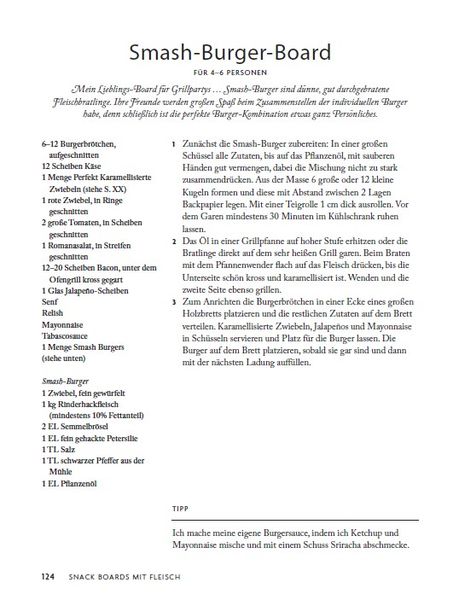 Smash-Burger-Board
FÜR 4–6 PERSONEN
Mein Lieblings-Board für Grillpartys … Smash-Burger sind dünne, gut durchgebratene
Fleischbratlinge. Ihre Freunde werden großen Spaß beim Zusammenstellen der individuellen Burger
habe, denn schließlich ist die perfekte Burger-Kombination etwas ganz Persönliches.
6–12 Burgerbrötchen,
aufgeschnitten
12 Scheiben Käse
1 Menge Perfekt Karamellisierte
Zwiebeln (siehe S. XX)
1 rote Zwiebel, in Ringe
geschnitten
2 große Tomaten, in Scheiben
geschnitten
1 Romanasalat, in Streifen
geschnitten
12–20 Scheiben Bacon, unter dem
Ofengrill kross gegart
1 Glas Jalapeño-Scheiben
Senf
Relish
Mayonnaise
Tabascosauce
1 Menge Smash Burgers
(siehe unten)
Smash-Burger
1 Zwiebel, fein gewürfelt
1 kg Rinderhackfleisch
(mindestens 10% Fettanteil)
2 EL Semmelbrösel
1 EL fein gehackte Petersilie
1 TL Salz
1 TL schwarzer Pfeffer aus der
Mühle
1 EL Pflanzenöl
1 Zunächst die Smash-Burger zubereiten: In einer großen
Schüssel alle Zutaten, bis auf das Pflanzenöl, mit sauberen
Händen gut vermengen, dabei die Mischung nicht zu stark
zusammendrücken. Aus der Masse 6 große oder 12 kleine
Kugeln formen und diese mit Abstand zwischen 2 Lagen
Backpapier legen. Mit einer Teigrolle 1 cm dick ausrollen. Vor
dem Garen mindestens 30 Minuten im Kühlschrank ruhen
lassen.
2 Das Öl in einer Grillpfanne auf hoher Stufe erhitzen oder die
Bratlinge direkt auf dem sehr heißen Grill garen. Beim Braten
mit dem Pfannenwender flach auf das Fleisch drücken, bis die
Unterseite schön kross und karamellisiert ist. Wenden und die
zweite Seite ebenso grillen.
3 Zum Anrichten die Burgerbrötchen in einer Ecke eines großen
Holzbretts platzieren und die restlichen Zutaten auf dem Brett
verteilen. Karamellisierte Zwiebeln, Jalapeños und Mayonnaise
in Schüsseln servieren und Platz für die Burger lassen. Die
Burger auf dem Brett platzieren, sobald sie gar sind und dann
mit der nächsten Ladung auffüllen.
TIPP
Ich mache meine eigene Burgersauce, indem ich Ketchup und
Mayonnaise mische und mit einem Schuss Sriracha abschmecke.
124 SNACK BOARDS MIT FLEISCH